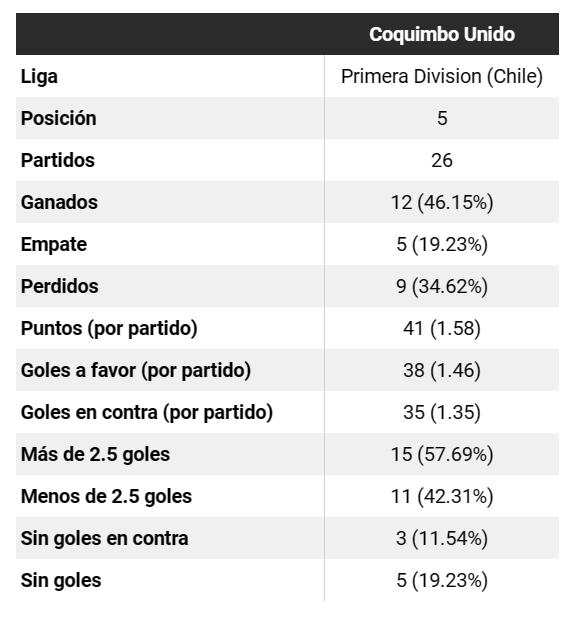 Coquimbo Unido
Liga Primera Division (Chile)
Posición 5
Partidos 26
Ganados 12 (46.15%)
Empate 5 (19.23%)
Perdidos 9 (34.62%)
Puntos (por partido) 41 (1.58)
Goles a favor (por partido) 38 (1.46)
Goles en contra (por partido) 35 (1.35)
Más de 2.5 goles 15 (57.69%)
Menos de 2.5 goles 11 (42.31%)
Sin goles en contra 3 (11.54%)
Sin goles 5 (19.23%)